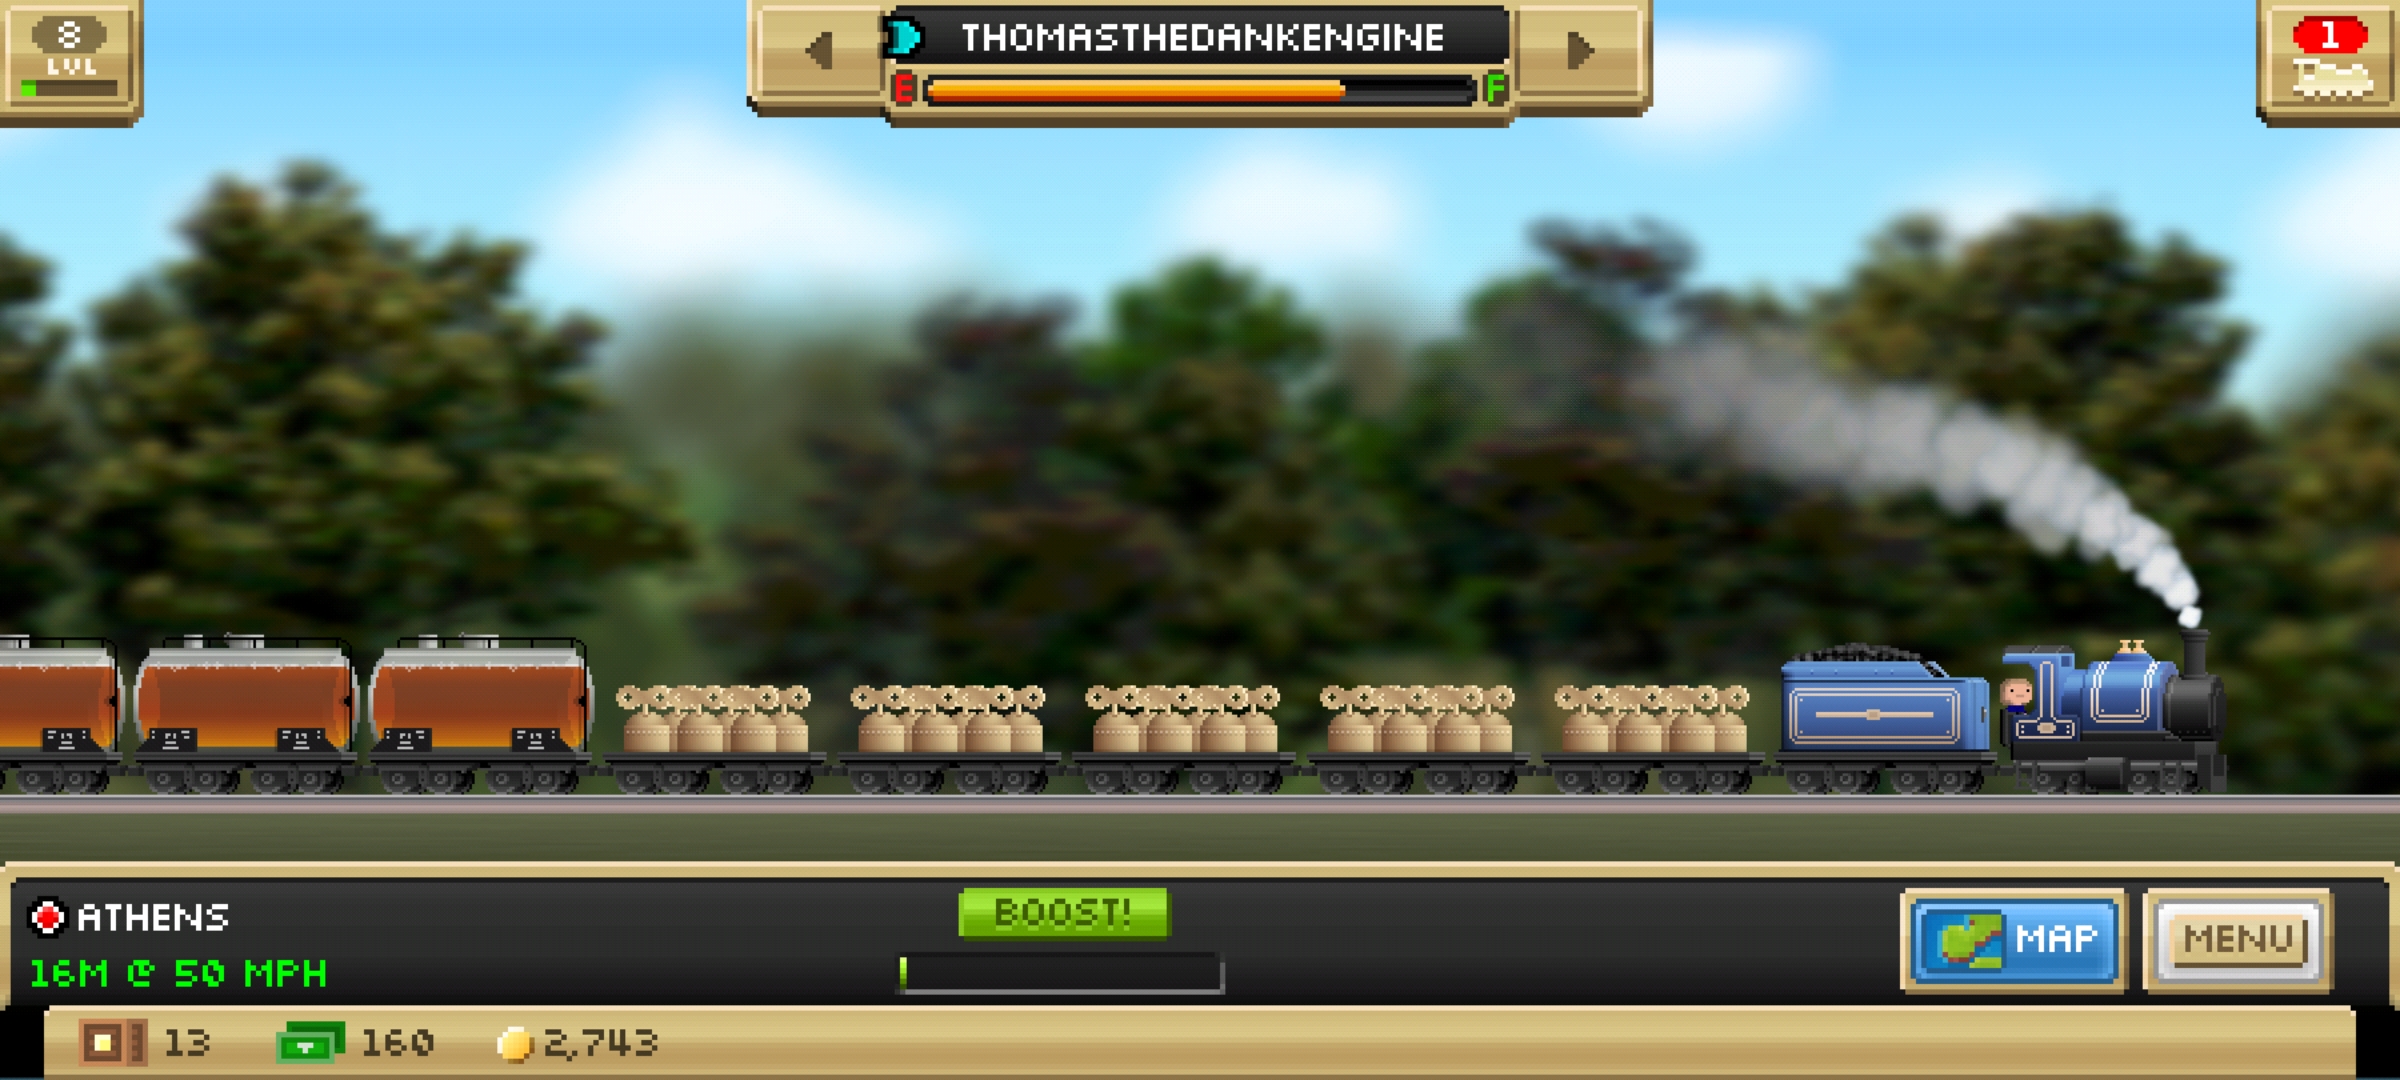 8
LVL
THOMASTHEDANKENGINE
E F
1
ATHENS
16M @ 50 MPH
BOOST!
MAP
MENU
13
160
2,743